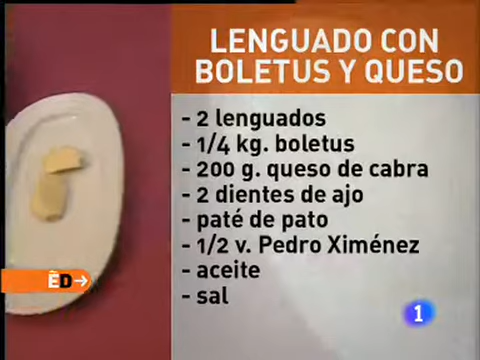 LENGUADO CON
BOLETUS Y QUESO
- 2 lenguados
- 1/4 kg. boletus
- 200 g. queso de cabra
- 2 dientes de ajo
- paté de pato
- 1/2 v. Pedro Ximénez
- aceite
- sal
ÈD→
1